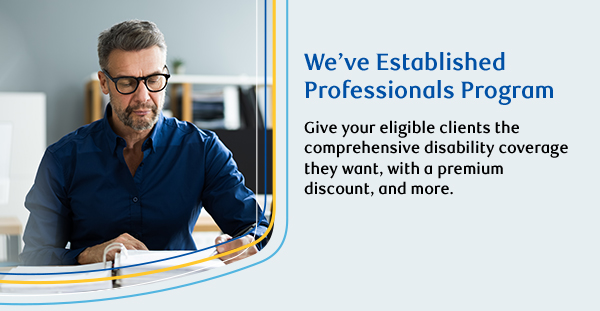 We’ve Established
Professionals Program
Give your eligible clients the
comprehensive disability coverage
they want, with a premium
discount, and more.